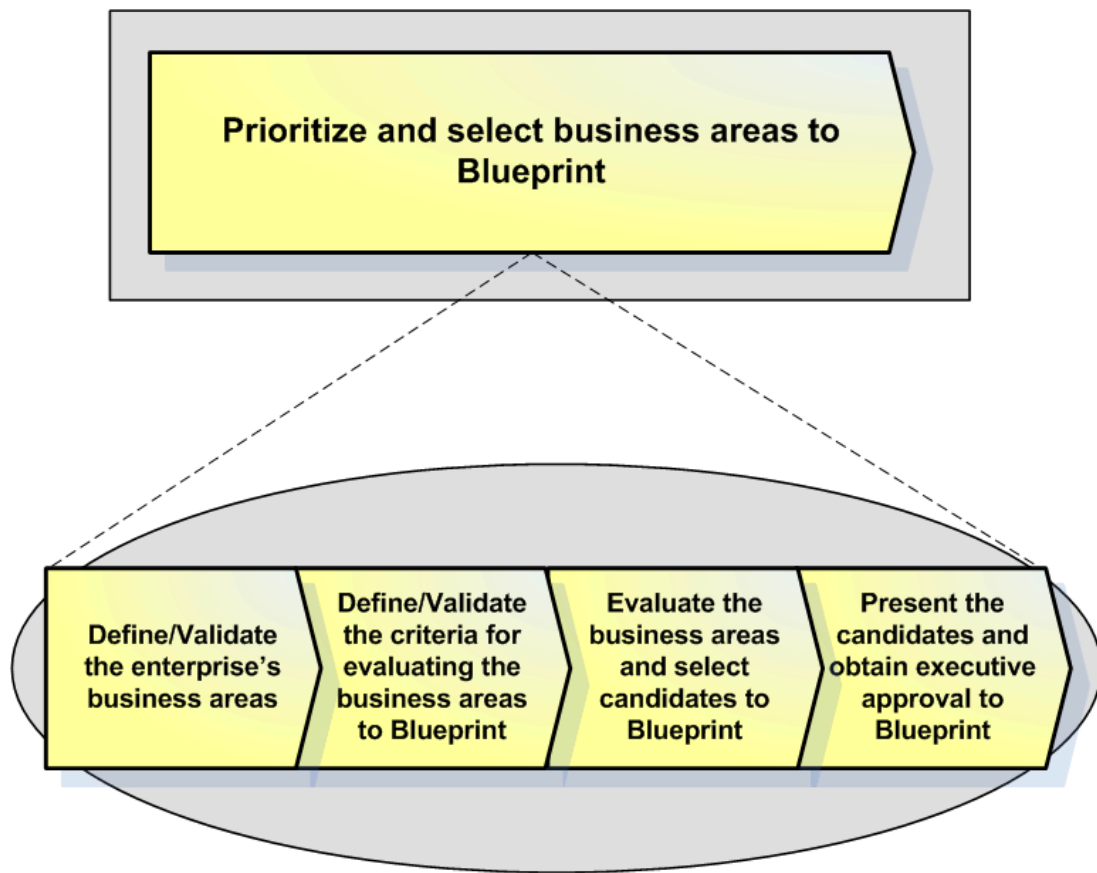 Prioritize and select business areas to
Blueprint
Define/Validate
the enterprise's
business areas
Define/Validate
the criteria for
evaluating the
business areas
to Blueprint
Evaluate the
business areas
and select
candidates to
Blueprint
Present the
candidates and
obtain executive
approval to
Blueprint